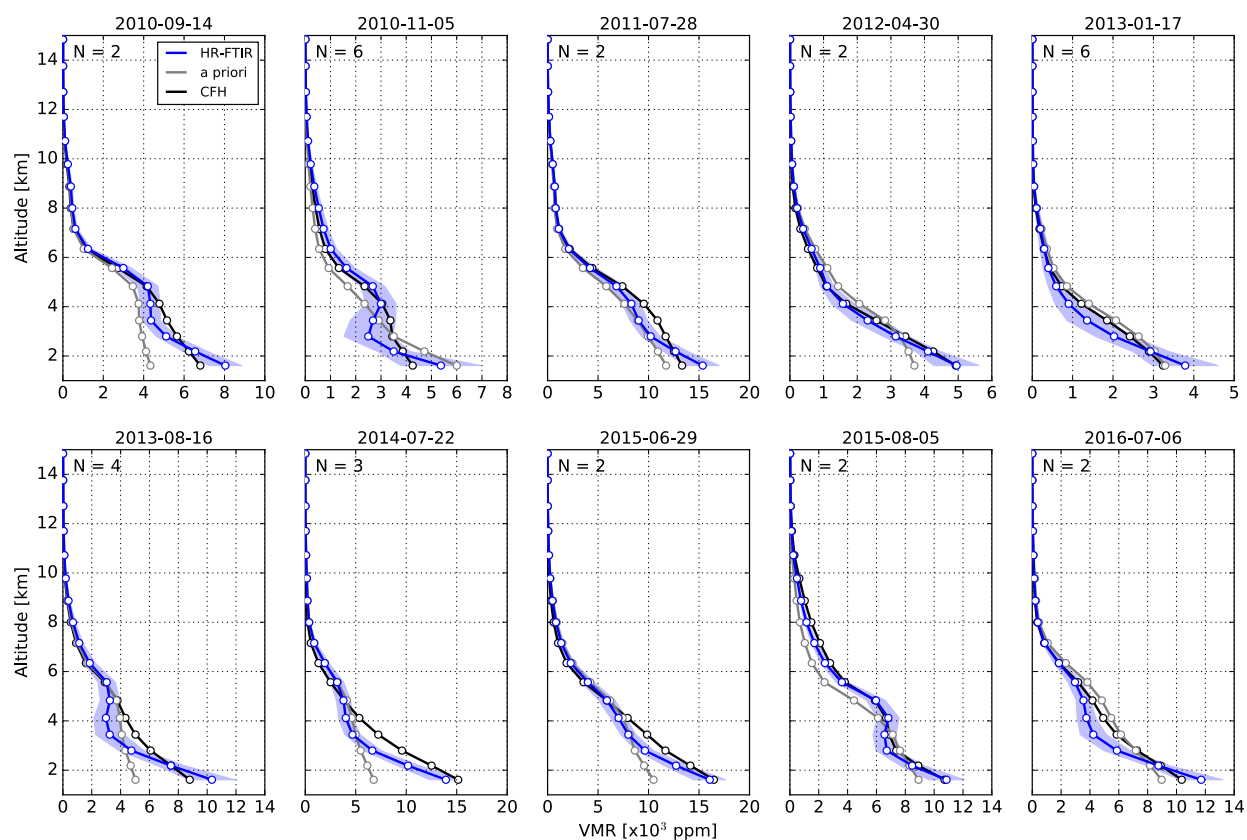 2010-09-14 2010-11-05 2011-07-28 2012-04-30 2013-01-17
N = 2 N = 6 N = 2 N = 2 N = 6
HR-FTIR
a priori
CFH
14
12
10
8
6
4
2
Altitude [km]
0 2 4 6 8 10
0 1 2 3 4 5 6 7 8
0 5 10 15 20
0 1 2 3 4 5 6
0 1 2 3 4 5
2013-08-16 2014-07-22 2015-06-29 2015-08-05 2016-07-06
N = 4 N = 3 N = 2 N = 2 N = 2
14
12
10
8
6
4
2
Altitude [km]
0 2 4 6 8 10 12 14
0 5 10 15 20
0 5 10 15 20
0 2 4 6 8 10 12 14
0 2 4 6 8 10 12 14
VMR [x10³ ppm]